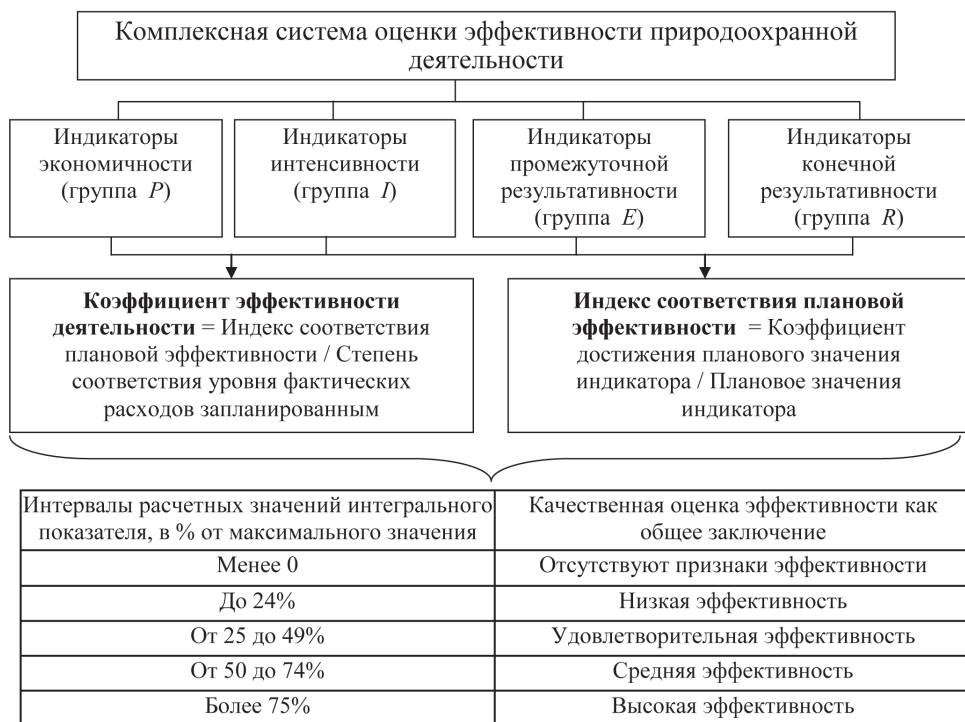 Комплексная система оценки эффективности природоохранной
деятельности
Индикаторы
экономичности
(группа P)
Индикаторы
интенсивности
(группа I)
Индикаторы
промежуточной
результативности
(группа E)
Индикаторы
конечной
результативности
(группа R)
Коэффициент эффективности
деятельности = Индекс соответствия
плановой эффективности / Степень
соответствия уровня фактических
расходов запланированным
Индекс соответствия плановой
эффективности = Коэффициент
достижения планового значения
индикатора / Плановое значения
индикатора
Интервалы расчетных значений интегрального
показателя, в % от максимального значения
Качественная оценка эффективности как
общее заключение
Менее 0
Отсутствуют признаки эффективности
До 24%
Низкая эффективность
От 25 до 49%
Удовлетворительная эффективность
От 50 до 74%
Средняя эффективность
Более 75%
Высокая эффективность